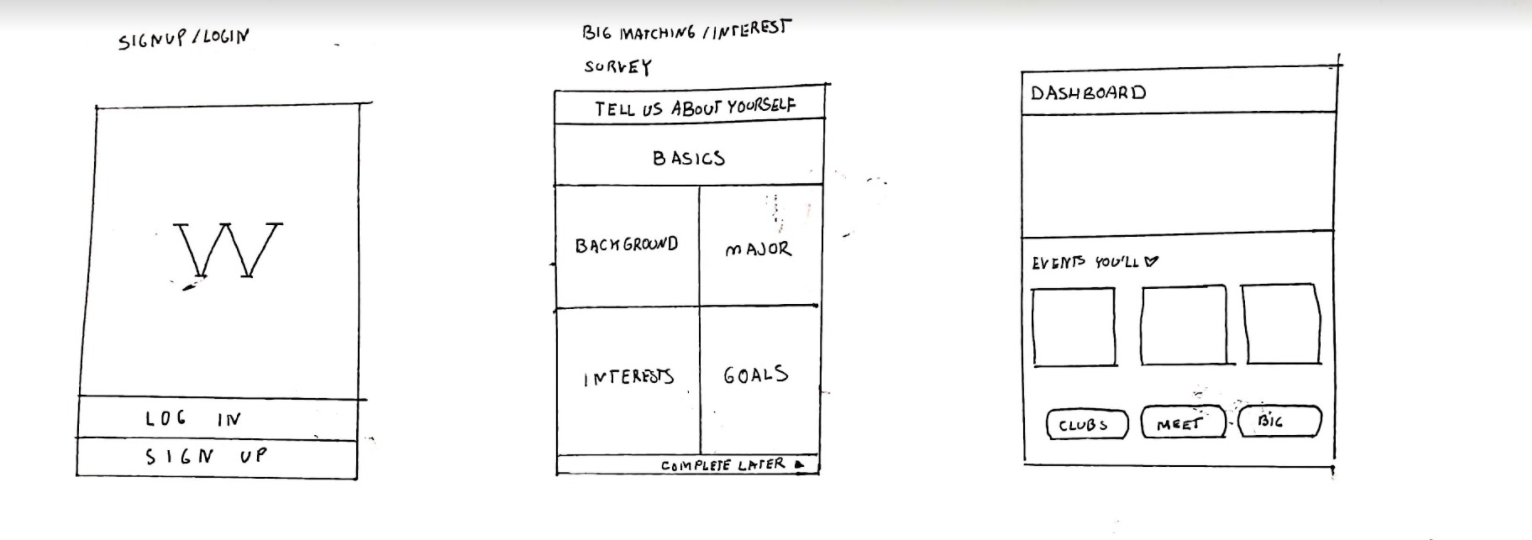 SIGNUP/LOGIN
W
LOG IN
SIGN UP
BIG MATCHING/INTEREST
SURVEY
TELL US ABOUT YOURSELF
BASICS
BACKGROUND
MAJOR
INTERESTS
GOALS
COMPLETE LATER
DASHBOARD
EVENTS YOU'LL ♡
CLUBS
MEET
BIG